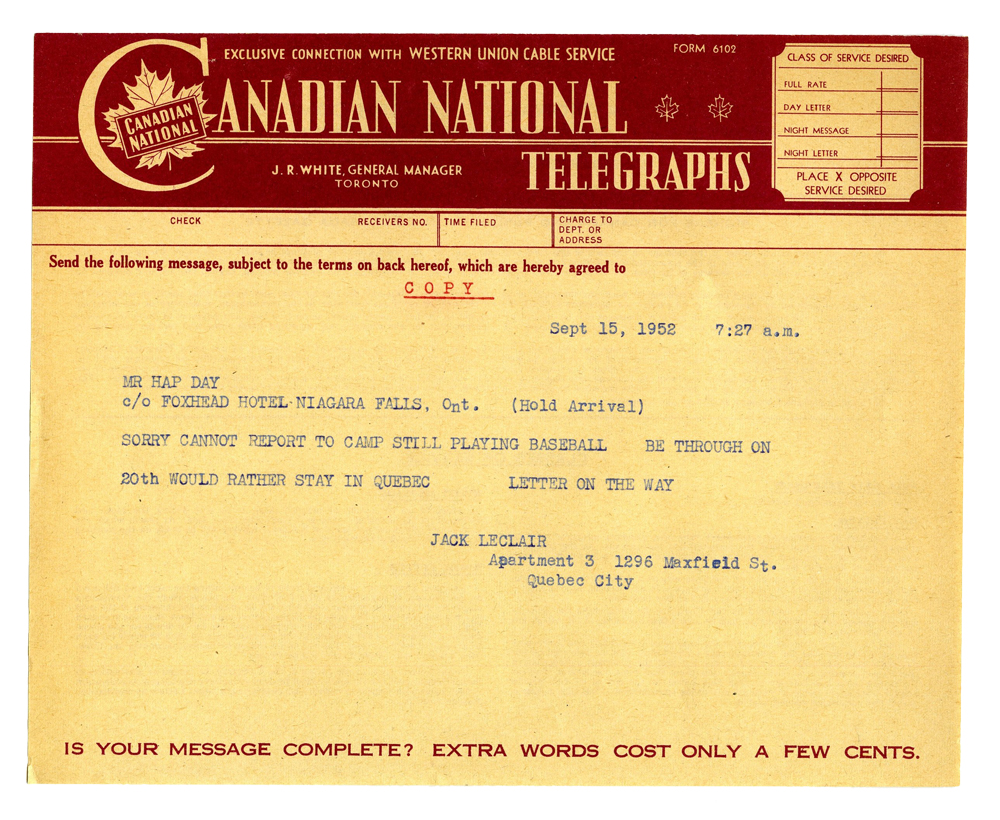 EXCLUSIVE CONNECTION WITH WESTERN UNION CABLE SERVICE
FORM 6102
CANADIAN NATIONAL
CANADIAN NATIONAL
TELEGRAPHS
J. R. WHITE, GENERAL MANAGER
TORONTO
CLASS OF SERVICE DESIRED
FULL RATE
DAY LETTER
NIGHT MESSAGE
NIGHT LETTER
PLACE X OPPOSITE
SERVICE DESIRED
CHECK
RECEIVERS NO.
TIME FILED
CHARGE TO
DEPT. OR
ADDRESS
Send the following message, subject to the terms on back hereof, which are hereby agreed to
COPY
Sept 15, 1952 7:27 a.m.
MR HAP DAY
c/o FOXHEAD HOTEL·NIAGARA FALLS, Ont. (Hold Arrival)
SORRY CANNOT REPORT TO CAMP STILL PLAYING BASEBALL BE THROUGH ON
20th WOULD RATHER STAY IN QUEBEC LETTER ON THE WAY
JACK LECLAIR
Apartment 3 1296 Maxfield St.
Quebec City
IS YOUR MESSAGE COMPLETE? EXTRA WORDS COST ONLY A FEW CENTS.